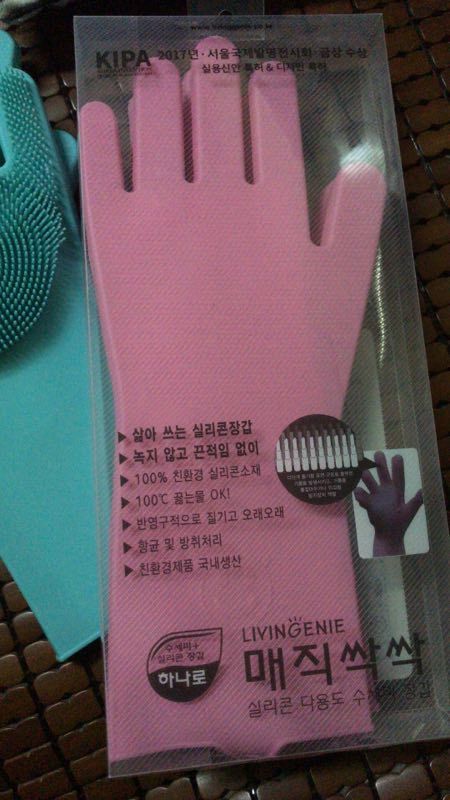 KIPA 2017년·서울국제발명전시회·금상 수상
실용신안 특허 & 디자인 특허
▶ 삶아 쓰는 실리콘장갑
▶ 녹지 않고 끈적임 없이
▶ 100% 친환경 실리콘소재
▶ 100℃ 끓는물 OK!
▶ 반영구적으로 질기고 오래오래
▶ 항균 및 방취처리
▶ 친환경제품 국내생산
수세미+
실리콘 장갑
하나로
LIVINGENIE
매직싹싹
실리콘 다용도 수세미 장갑